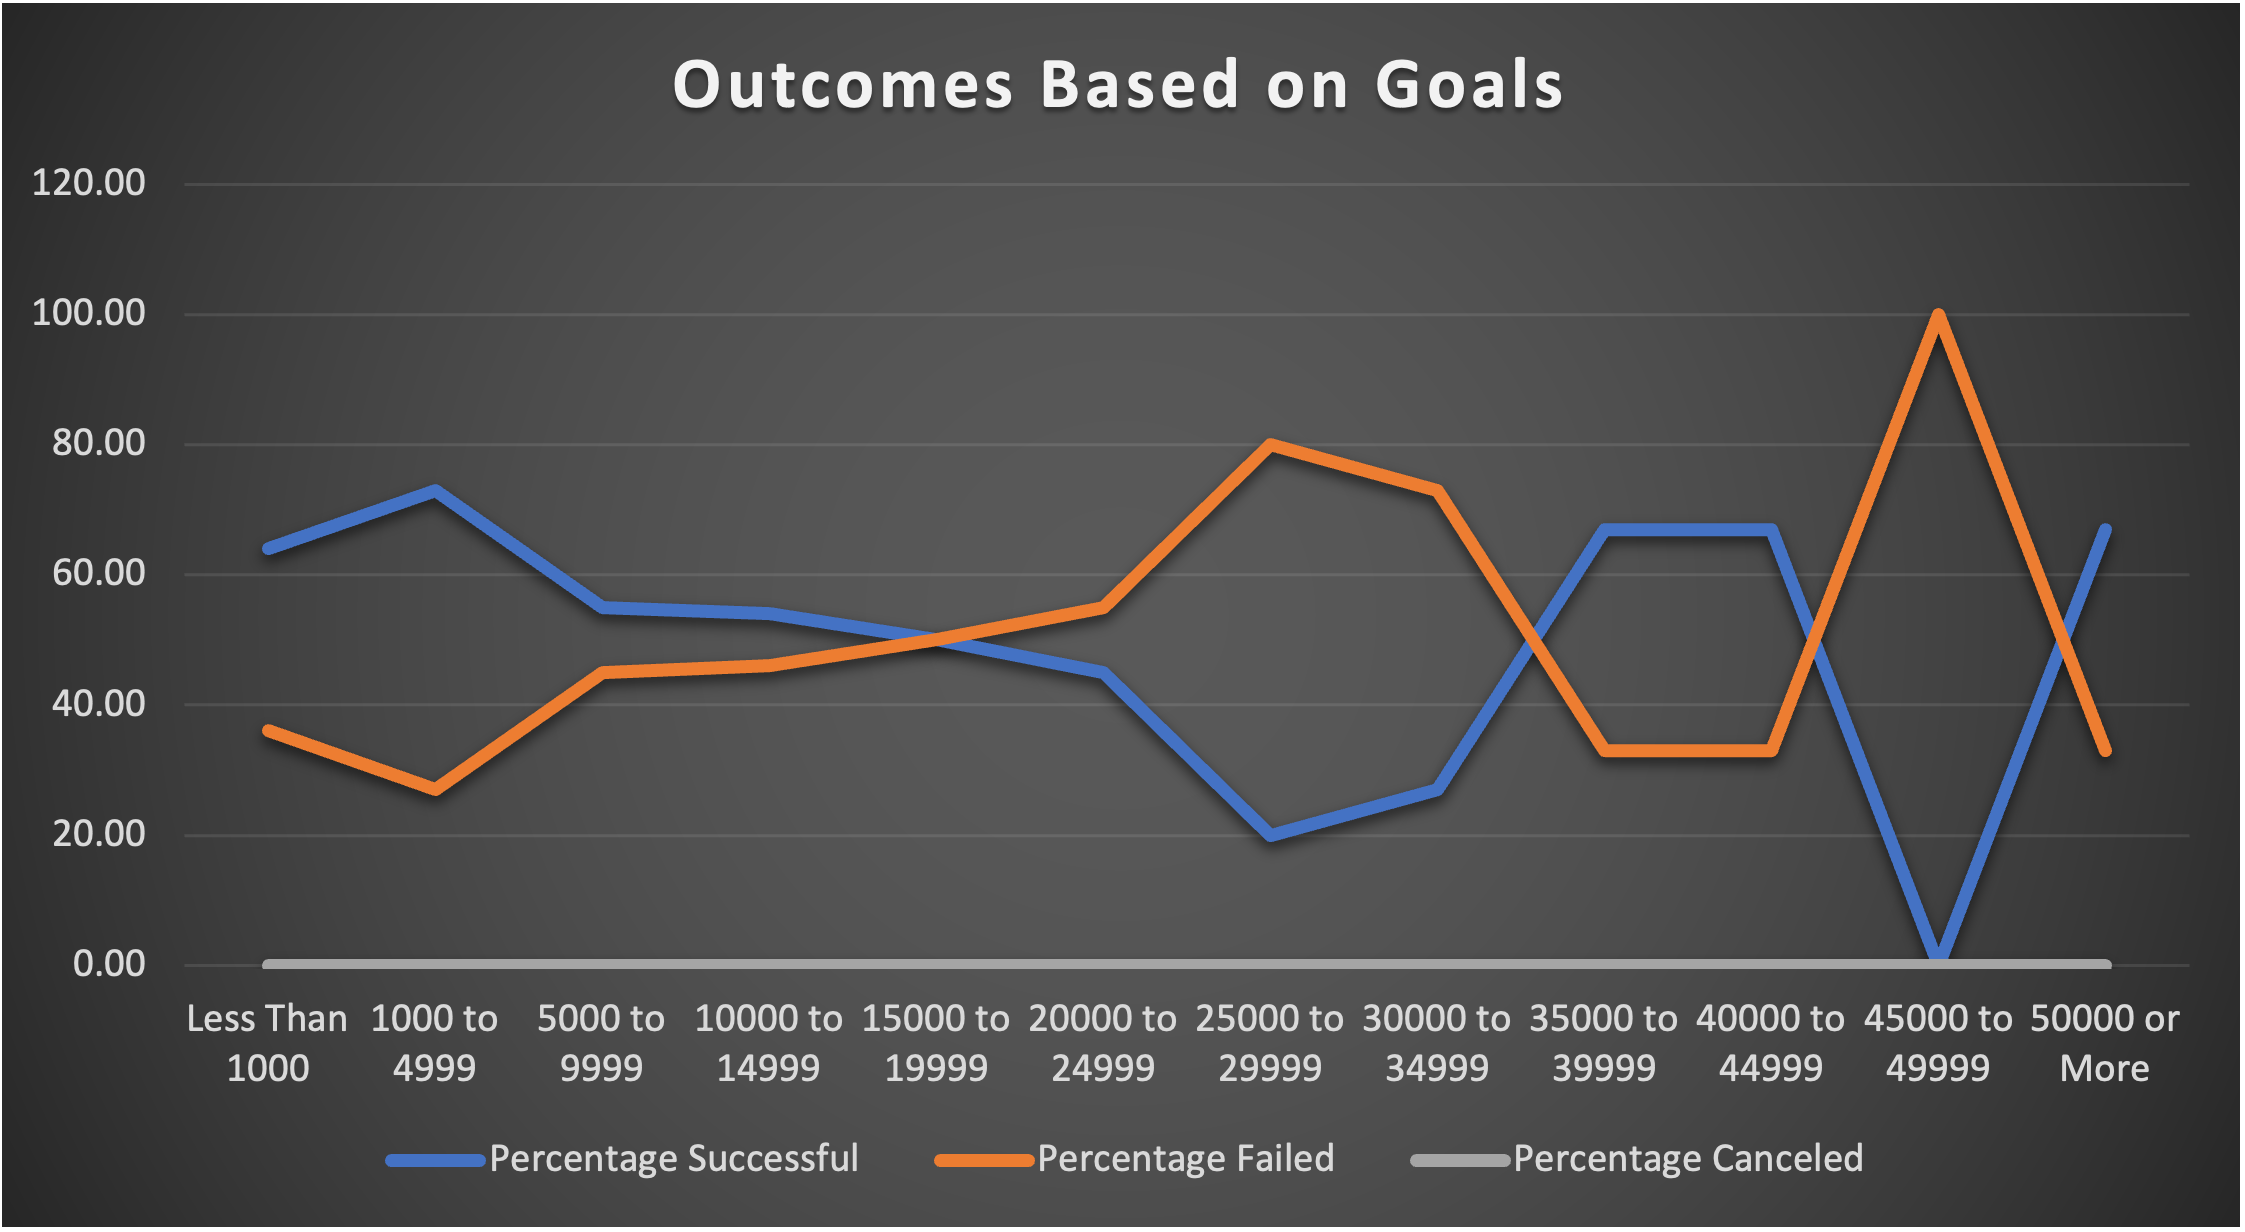 Outcomes Based on Goals
120.00
100.00
80.00
60.00
40.00
20.00
0.00
Less Than 1000 to 5000 to 10000 to 15000 to 20000 to 25000 to 30000 to 35000 to 40000 to 45000 to 50000 or
1000 4999 9999 14999 19999 24999 29999 34999 39999 44999 49999 More
Percentage Successful Percentage Failed Percentage Canceled